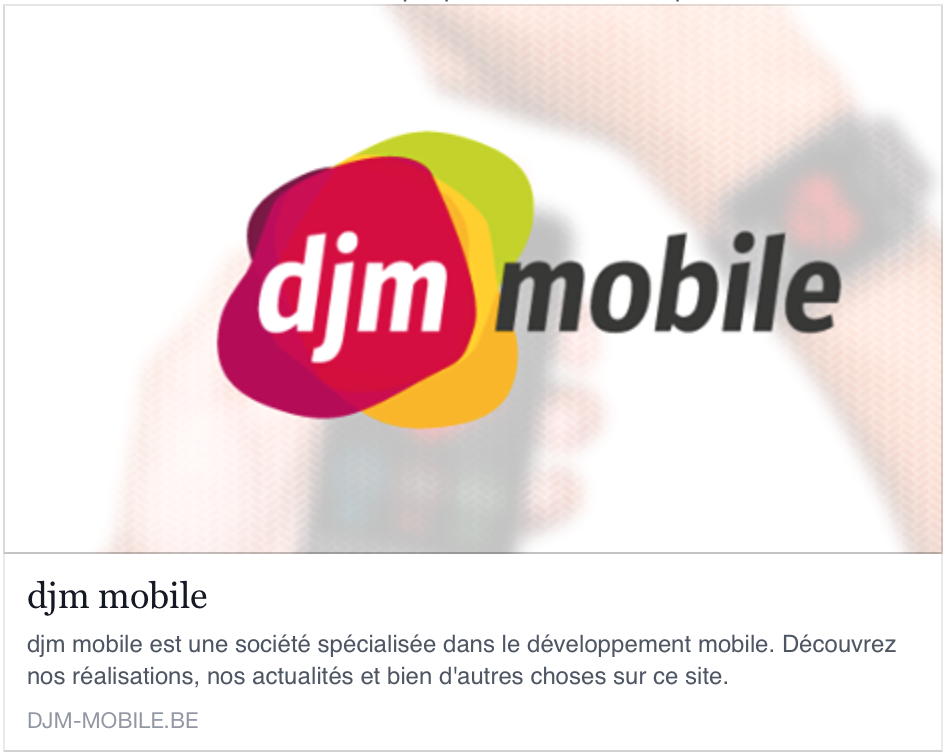 djm mobile
djm mobile
djm mobile est une société spécialisée dans le développement mobile. Découvrez
nos réalisations, nos actualités et bien d'autres choses sur ce site.
DJM-MOBILE.BE